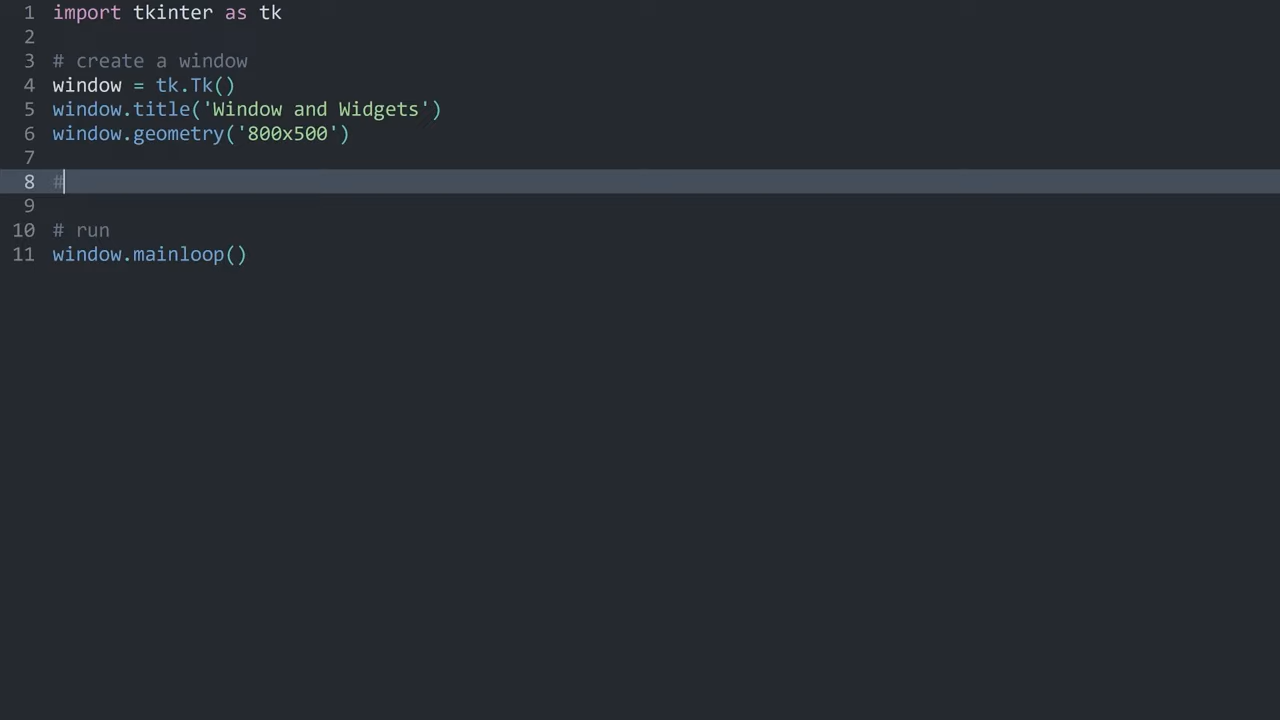 1 import tkinter as tk
2
3 # create a window
4 window = tk.Tk()
5 window.title('Window and Widgets')
6 window.geometry('800x500')
7
8 #
9
10 # run
11 window.mainloop()